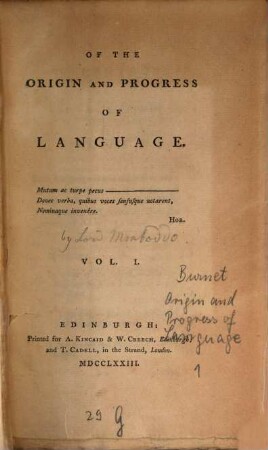 OF THE
ORIGIN AND PROGRESS
OF
LANGUAGE.
Mutum ac turpe pecus
Donec verba, quibus voces sensusque notarent,
Nominaque invenere.
HOR.
by Lord Monboddo
VOL. I.
Burnet
Origin and
Progress of
Language
1
EDINBURGH:
Printed for A. KINCAID & W. CREECH, Edinburgh;
and T. CADELL, in the Strand, London.
MDCCLXXIII.
29 G